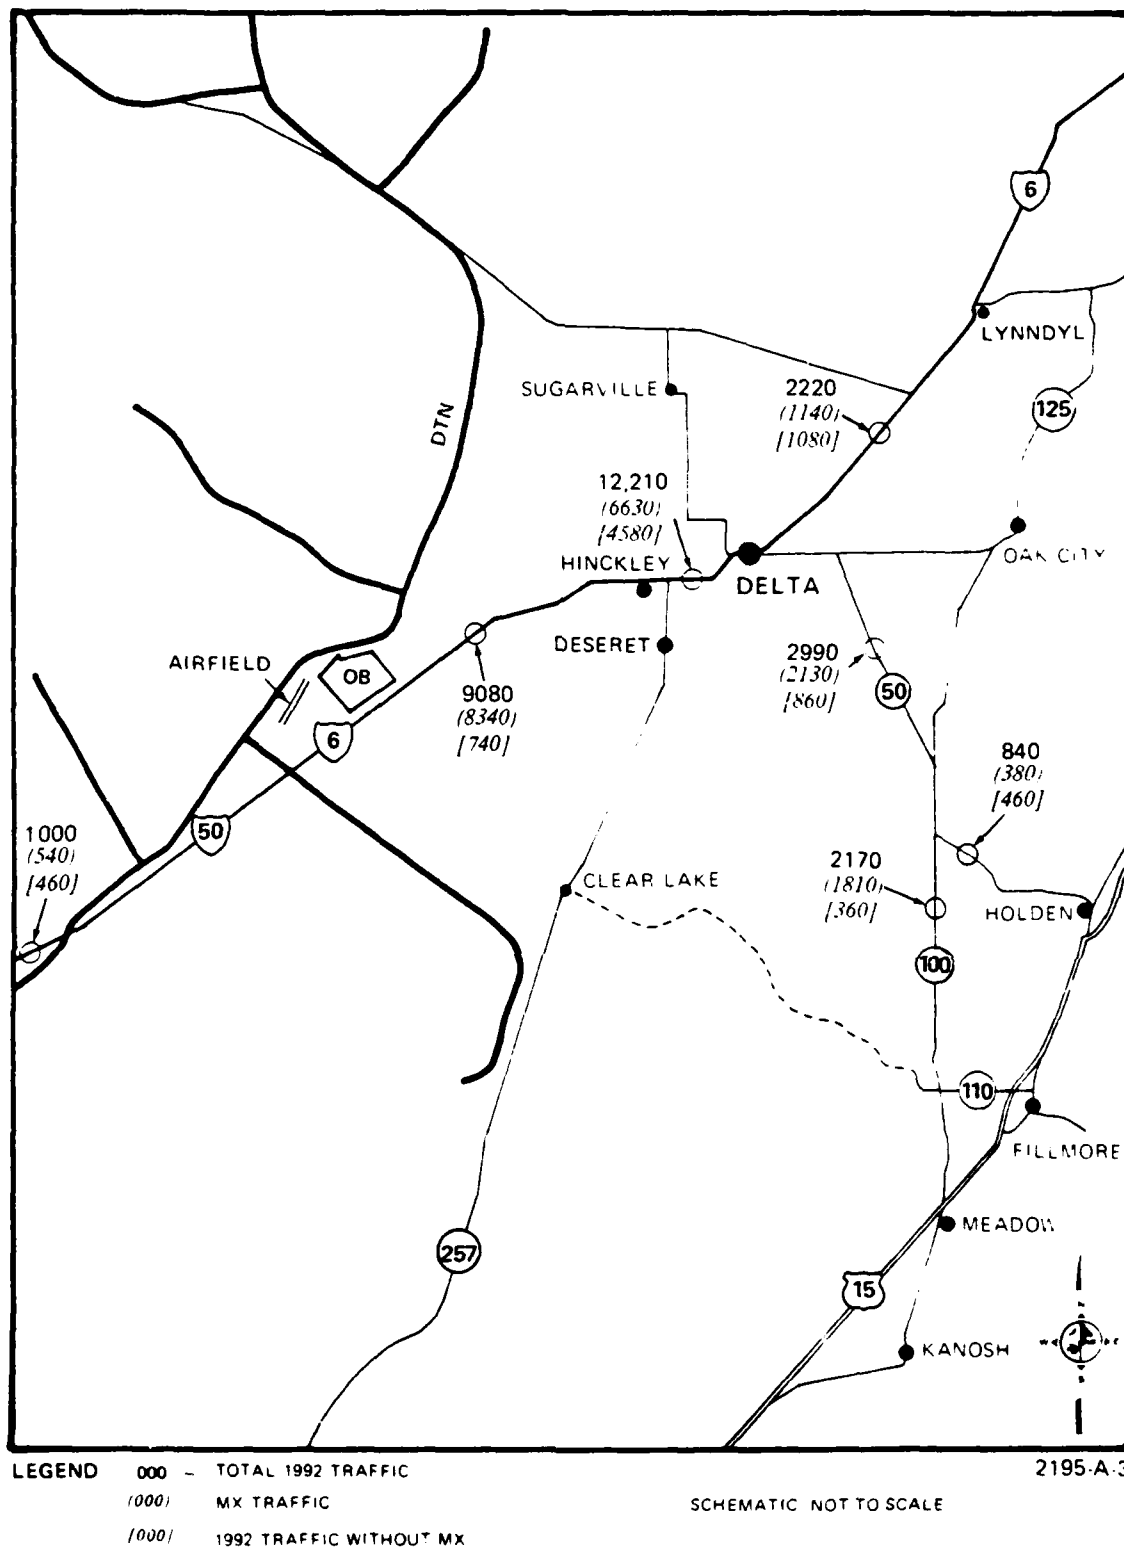 6
LYNNDYL
SUGARVILLE
2220
(1140)
[1080]
125
DTN
12,210
(6630)
[4580]
HINCKLEY
DELTA
OAK CITY
DESERET
AIRFIELD
OB
2990
(2130)
[860]
50
9080
(8340)
[740]
6
840
(380)
[460]
50
1000
(540)
[460]
2170
(1810)
[360]
CLEAR LAKE
HOLDEN
100
110
FILLMORE
MEADOW
257
15
KANOSH
W E
LEGEND 000 – TOTAL 1992 TRAFFIC
(000) MX TRAFFIC
[000] 1992 TRAFFIC WITHOUT MX
SCHEMATIC NOT TO SCALE
2195-A-3